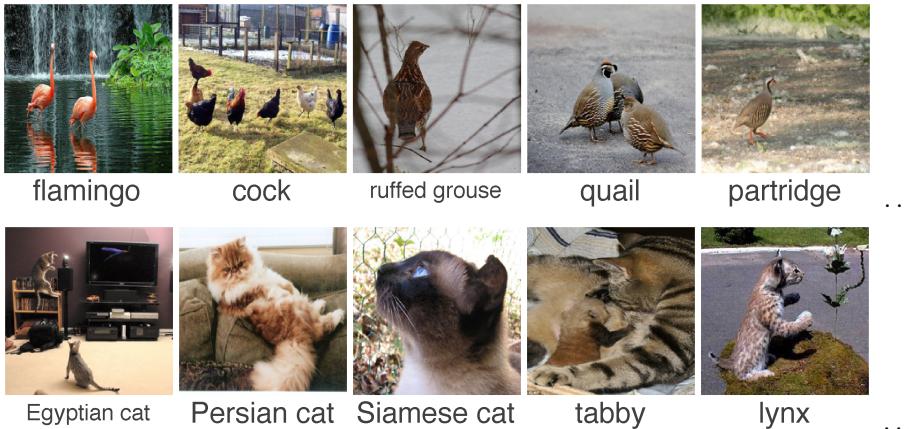 flamingo cock ruffed grouse quail partridge . .
Egyptian cat Persian cat Siamese cat tabby lynx . .